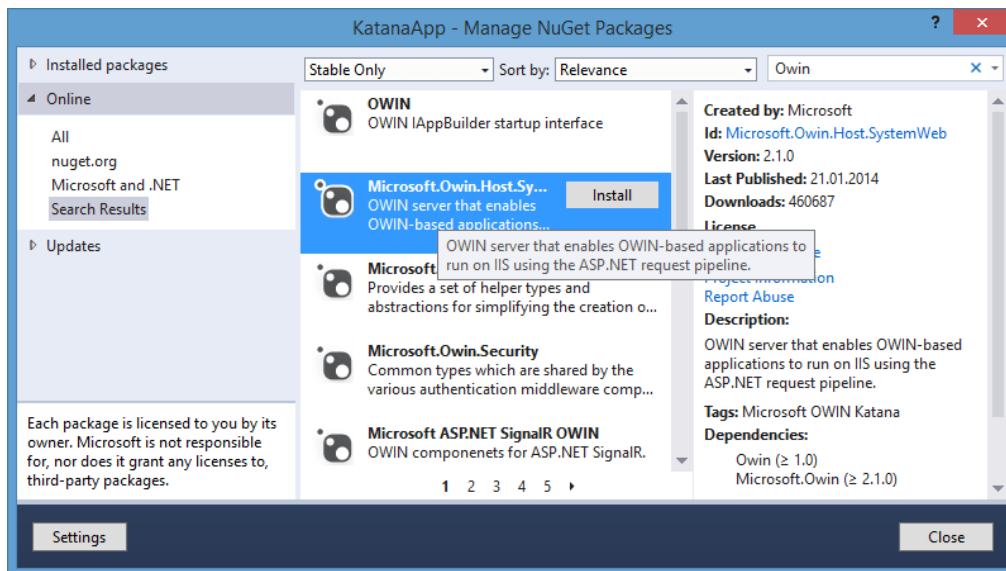 KatanaApp - Manage NuGet Packages
?
Installed packages
Online
All
nuget.org
Microsoft and .NET
Search Results
Updates
Each package is licensed to you by its
owner. Microsoft is not responsible
for, nor does it grant any licenses to,
third-party packages.
Stable Only
Sort by: Relevance
Owin
OWIN
OWIN IAppBuilder startup interface
Microsoft.Owin.Host.Sy...
Install
OWIN server that enables
OWIN-based applications...
OWIN server that enables OWIN-based applications to
run on IIS using the ASP.NET request pipeline.
Microsoft.
Provides a set of helper types and
abstractions for simplifying the creation o...
Microsoft.Owin.Security
Common types which are shared by the
various authentication middleware comp...
Microsoft ASP.NET SignalR OWIN
OWIN componenets for ASP.NET SignalR.
1 2 3 4 5
Created by: Microsoft
Id: Microsoft.Owin.Host.SystemWeb
Version: 2.1.0
Last Published: 21.01.2014
Downloads: 460687
License
Project Information
Report Abuse
Description:
OWIN server that enables OWIN-based
applications to run on IIS using the
ASP.NET request pipeline.
Tags: Microsoft OWIN Katana
Dependencies:
Owin (≥ 1.0)
Microsoft.Owin (≥ 2.1.0)
Settings
Close